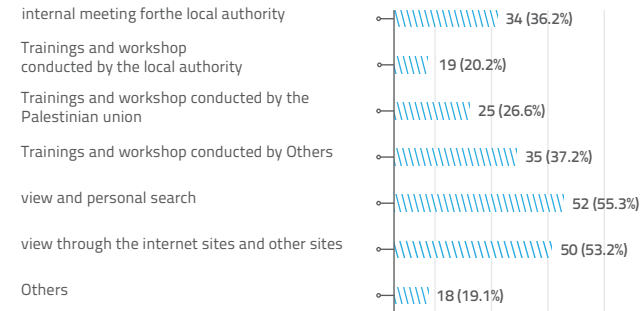 internal meeting forthe local authority 34 (36.2%)
Trainings and workshop
conducted by the local authority 19 (20.2%)
Trainings and workshop conducted by the
Palestinian union 25 (26.6%)
Trainings and workshop conducted by Others 35 (37.2%)
view and personal search 52 (55.3%)
view through the internet sites and other sites 50 (53.2%)
Others 18 (19.1%)